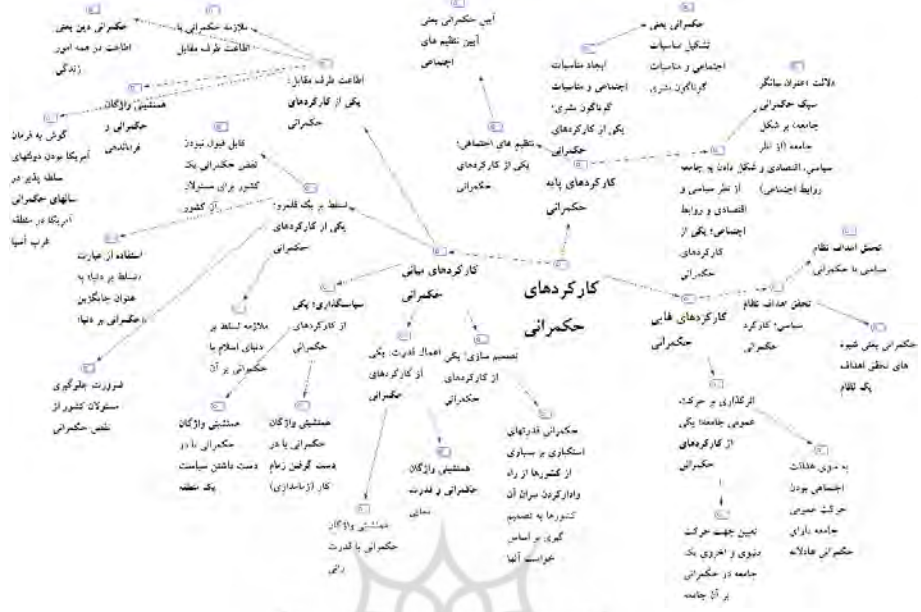 حکمرانی دین یعنی
اطاعت در همه امور
زندگی
ملازمه حکمرانی با
اطاعت طرف مقابل
آیین حکمرانی یعنی
آیین تنظیم های
اجتماعی
حکمرانی یعنی
تشکیل مناسبات
اجتماعی و مناسبات
گوناگون بشری
ایجاد مناسبات
اجتماعی و مناسبات
گوناگون بشری؛
یکی از کارکردهای
حکمرانی
دلالت
سبک حکمرانی
جامعه) بر شکل
جامعه (از نظر
سیاسی، اقتصادی و
روابط اجتماعی)
اطاعت طرف مقابل؛
یکی از کارکردهای
حکمرانی
همنشینی واژگان
حکمرانی و
فرماندهی
گوش به فرمان
آمریکا بودن دولتهای
سلطه پذیر در
سالهای حکمرانی
آمریکا در منطقه
غرب آسیا
قابل قبول نبودن
نقص حکمرانی یک
کشور برای مسئولان
آن کشور
تنظیم های اجتماعی؛
یکی از کارکردهای
حکمرانی
کارکردهای پایه
حکمرانی
شکل دادن به جامعه
از نظر سیاسی و
اقتصادی و روابط
اجتماعی؛ یکی از
کارکردهای
حکمرانی
تسلط بر یک قلمرو؛
یکی از کارکردهای
حکمرانی
استفاده از عبارت
«تسلط بر دنیا» به
عنوان جایگزین
«حکمرانی بر دنیا»
کارکردهای میانی
حکمرانی
کارکردهای
حکمرانی
کارکردهای غایی
حکمرانی
تحقق اهداف نظام
سیاسی؛ کارکرد
حکمرانی
تحقق اهداف نظام
سیاسی با حکمرانی
حکمرانی یعنی شیوه
های تحقق اهداف
یک نظام
ملازمه تسلط بر
دنیای اسلام با
حکمرانی بر آن
سیاستگذاری؛ یکی
از کارکردهای
حکمرانی
اعمال قدرت؛ یکی
از کارکردهای
حکمرانی
تصمیم سازی؛ یکی
از کارکردهای
حکمرانی
ضرورت جلوگیری
مسئولان کشور از
نقص حکمرانی
همنشینی واژگان
حکمرانی با در
دست داشتن سیاست
یک منطقه
همنشینی واژگان
حکمرانی با در
دست گرفتن زمام
کار (زمامداری)
همنشینی واژگان
حکمرانی با قدرت
رانی
همنشینی واژگان
حکمرانی و قدرت
نمایی
حکمرانی قدرتهای
استکباری بر بسیاری
از کشورها از راه
وادارکردن سران آن
کشورها به تصمیم
گیری بر اساس
خواست آنها
اثرگذاری بر حرکت
عمومی جامعه؛ یکی
از کارکردهای
حکمرانی
تعیین جهت حرکت
دنیوی و اخروی یک
جامعه در حکمرانی
بر آن جامعه
به سوی عدالت
اجتماعی بودن
حرکت عمومی
جامعه دارای
حکمرانی عادلانه